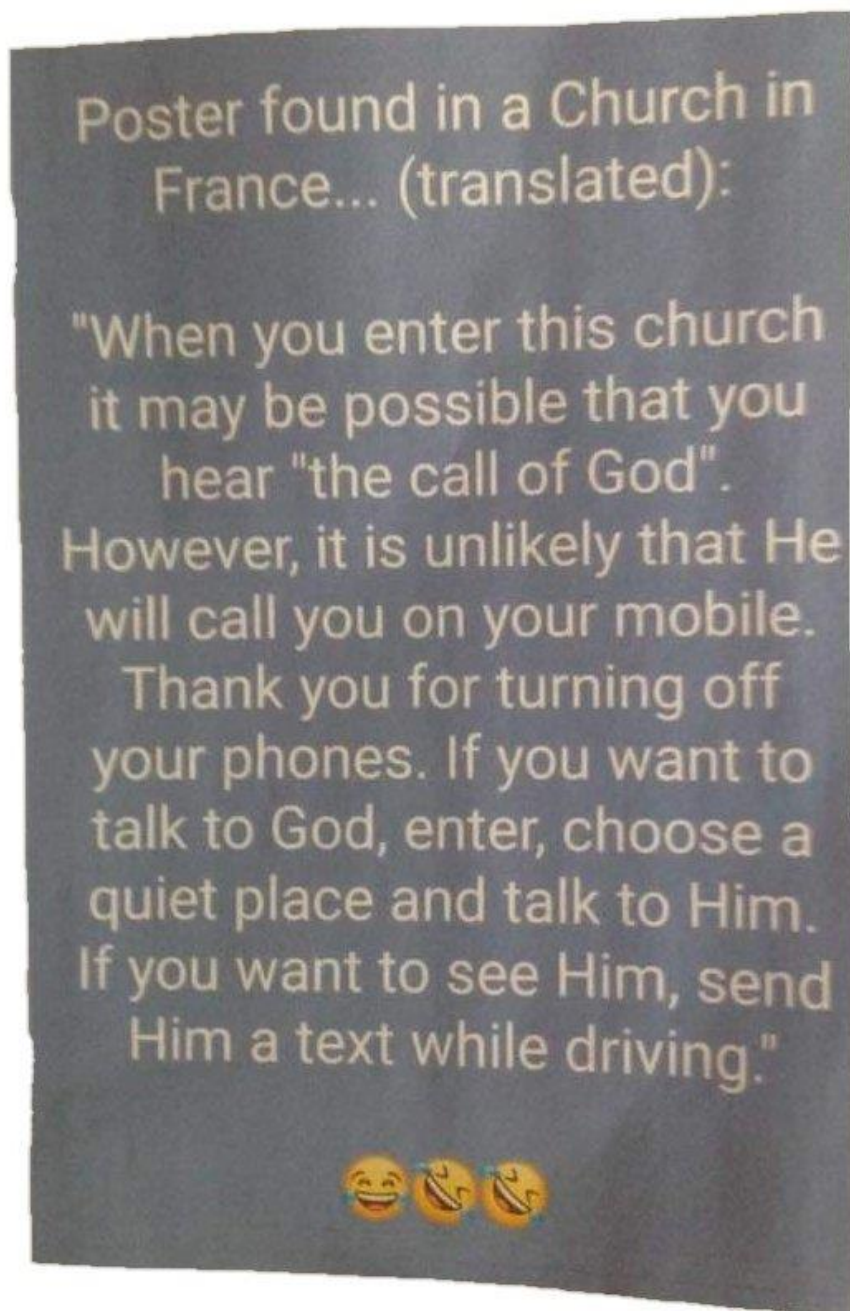 Poster found in a Church in
France... (translated):
"When you enter this church
it may be possible that you
hear "the call of God".
However, it is unlikely that He
will call you on your mobile.
Thank you for turning off
your phones. If you want to
talk to God, enter, choose a
quiet place and talk to Him.
If you want to see Him, send
Him a text while driving."
😂🤣🤣